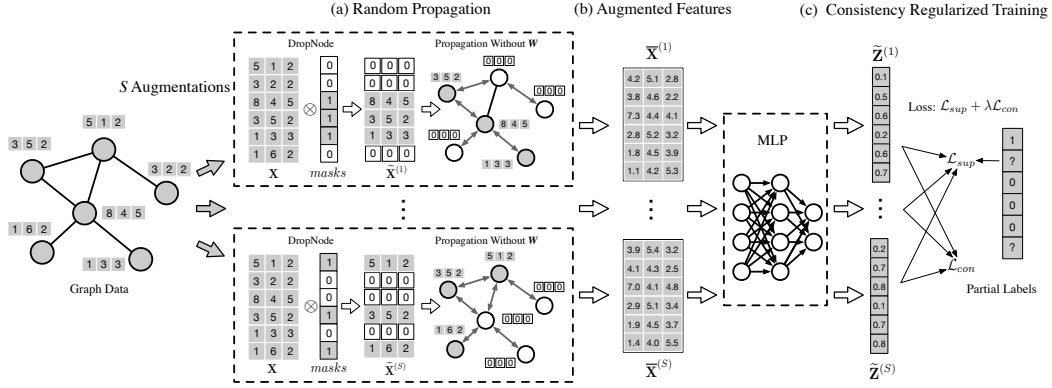 (a) Random Propagation
(b) Augmented Features
(c) Consistency Regularized Training
S Augmentations
5 1 2
3 5 2
3 2 2
8 4 5
1 6 2
1 3 3
Graph Data
DropNode
Propagation Without W
5 1 2 0 0 0 0
3 2 2 0 0 0 0
8 4 5 ⊗ 1 8 4 5
3 5 2 1 3 5 2
1 3 3 1 1 3 3
1 6 2 0 0 0 0
X masks X̃(1)
0 0 0
3 5 2
0 0 0
8 4 5
0 0 0
1 3 3
⋮
DropNode
Propagation Without W
5 1 2 1 5 1 2
3 2 2 0 0 0 0
8 4 5 ⊗ 0 0 0 0
3 5 2 1 3 5 2
1 3 3 0 0 0 0
1 6 2 1 1 6 2
X masks X̃(S)
5 1 2
3 5 2
0 0 0
0 0 0
1 6 2
0 0 0
X̅(1)
4.2 5.1 2.8
3.8 4.6 2.2
7.3 4.4 4.1
2.8 5.2 3.2
1.8 4.5 3.9
1.1 4.2 5.3
⋮
3.9 5.4 3.2
4.1 4.3 2.5
7.0 4.1 4.8
2.9 5.1 3.4
1.9 4.5 3.7
1.4 4.0 5.5
X̅(S)
MLP
Z̃(1)
0.1
0.5
0.6
0.2
0.6
0.7
⋮
0.2
0.7
0.8
0.1
0.7
0.8
Z̃(S)
Loss: ℒsup + λℒcon
ℒsup
ℒcon
1
?
0
0
0
?
Partial Labels